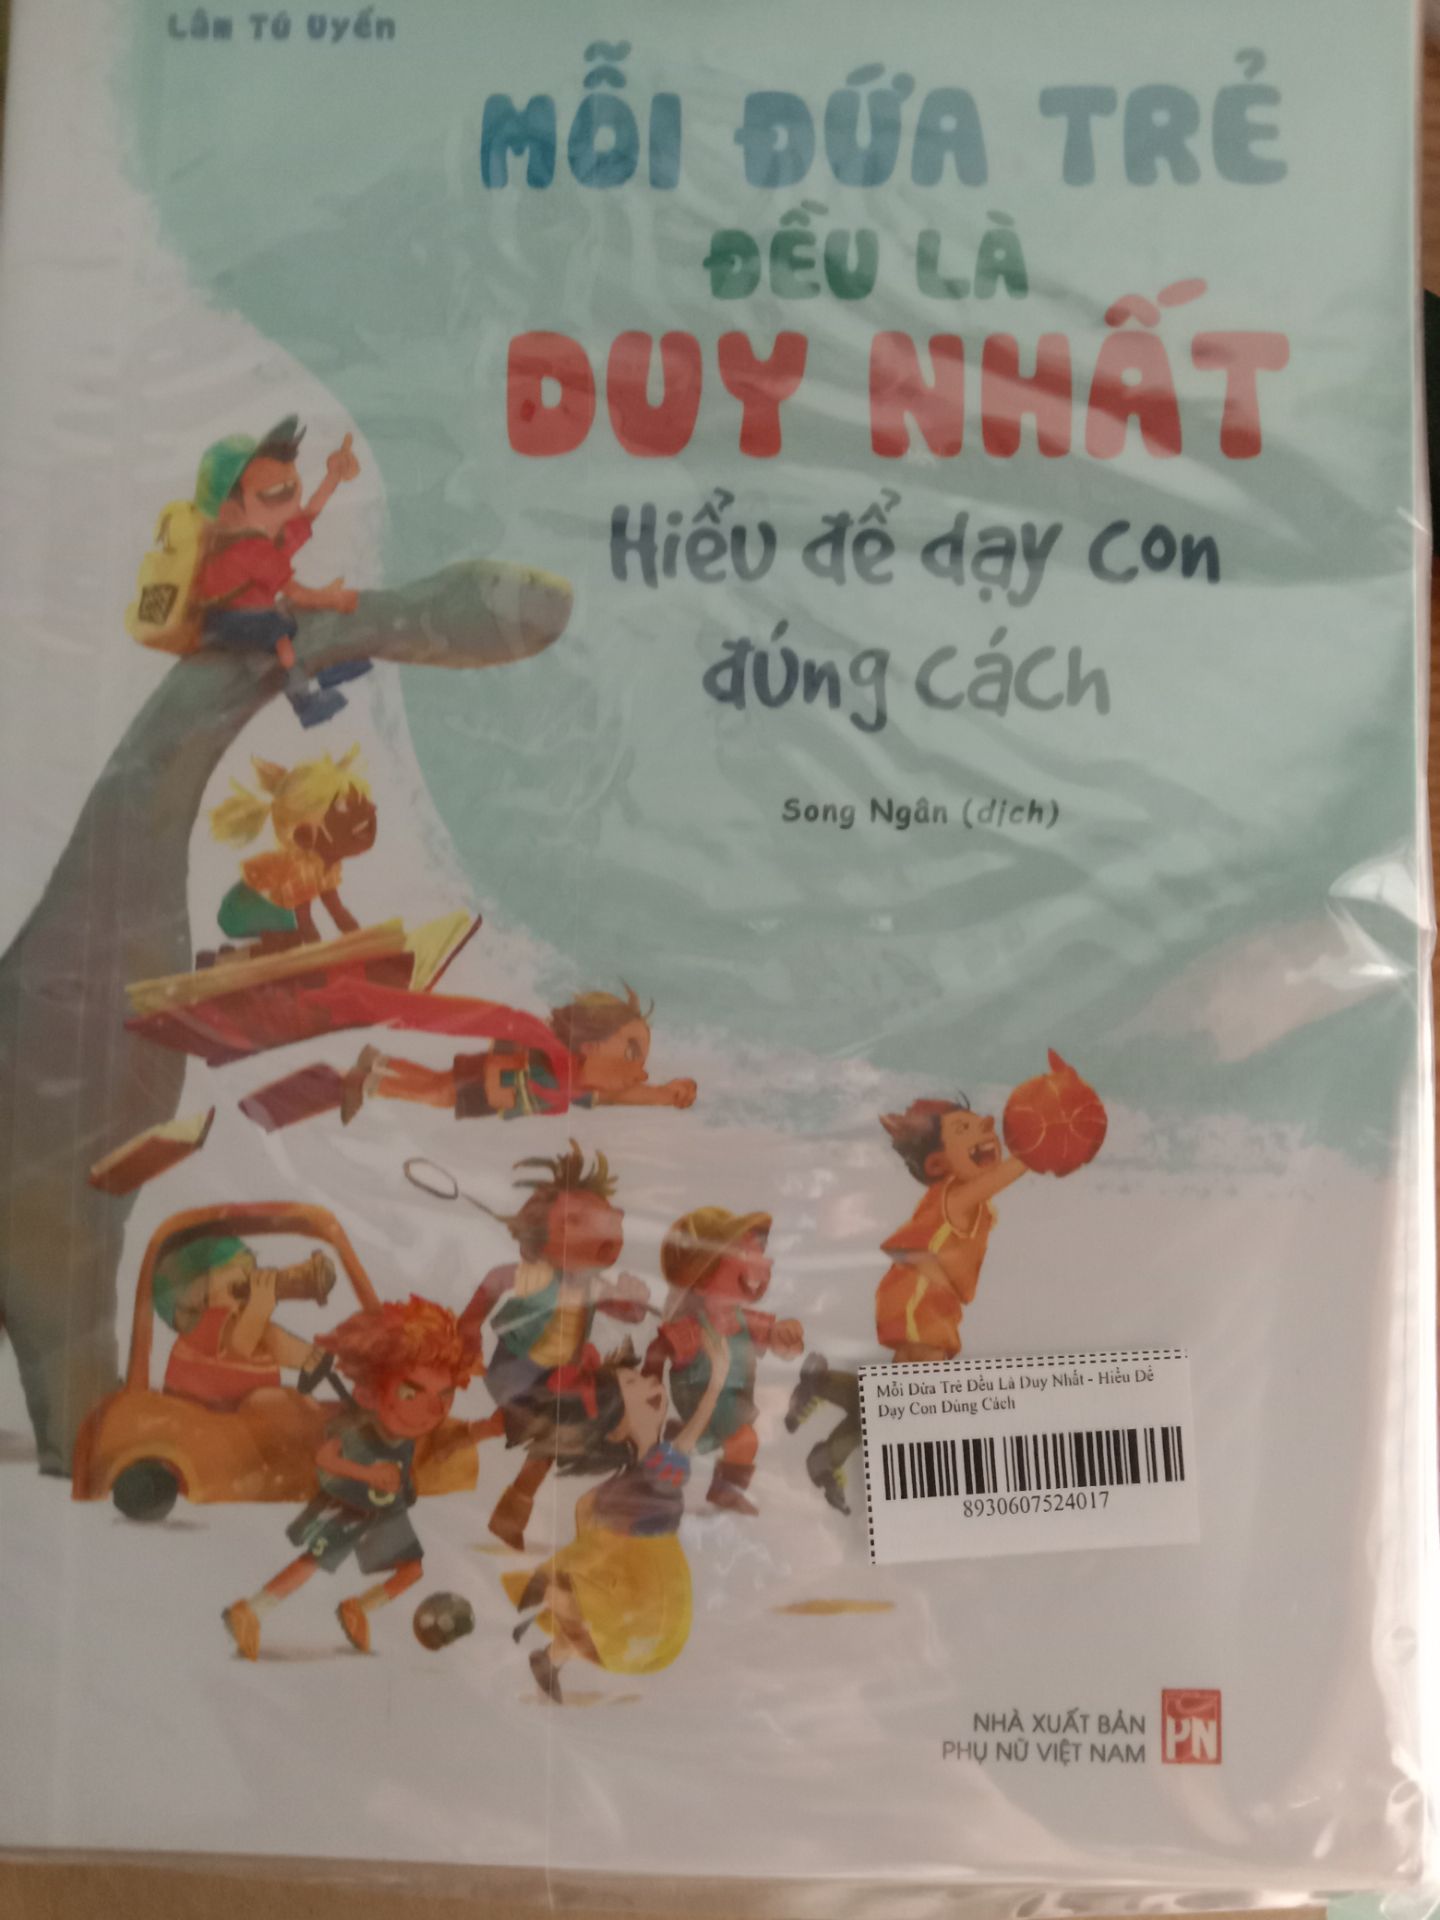 Lâm Tú Uyển
MỖI ĐỨA TRẺ
ĐỀU LÀ
DUY NHẤT
Hiểu để dạy con
đúng cách
Song Ngân (dịch)
Mỗi Đứa Trẻ Đều Là Duy Nhất - Hiểu Để
Dạy Con Đúng Cách
8930607524017
NHÀ XUẤT BẢN
PHỤ NỮ VIỆT NAM
PN